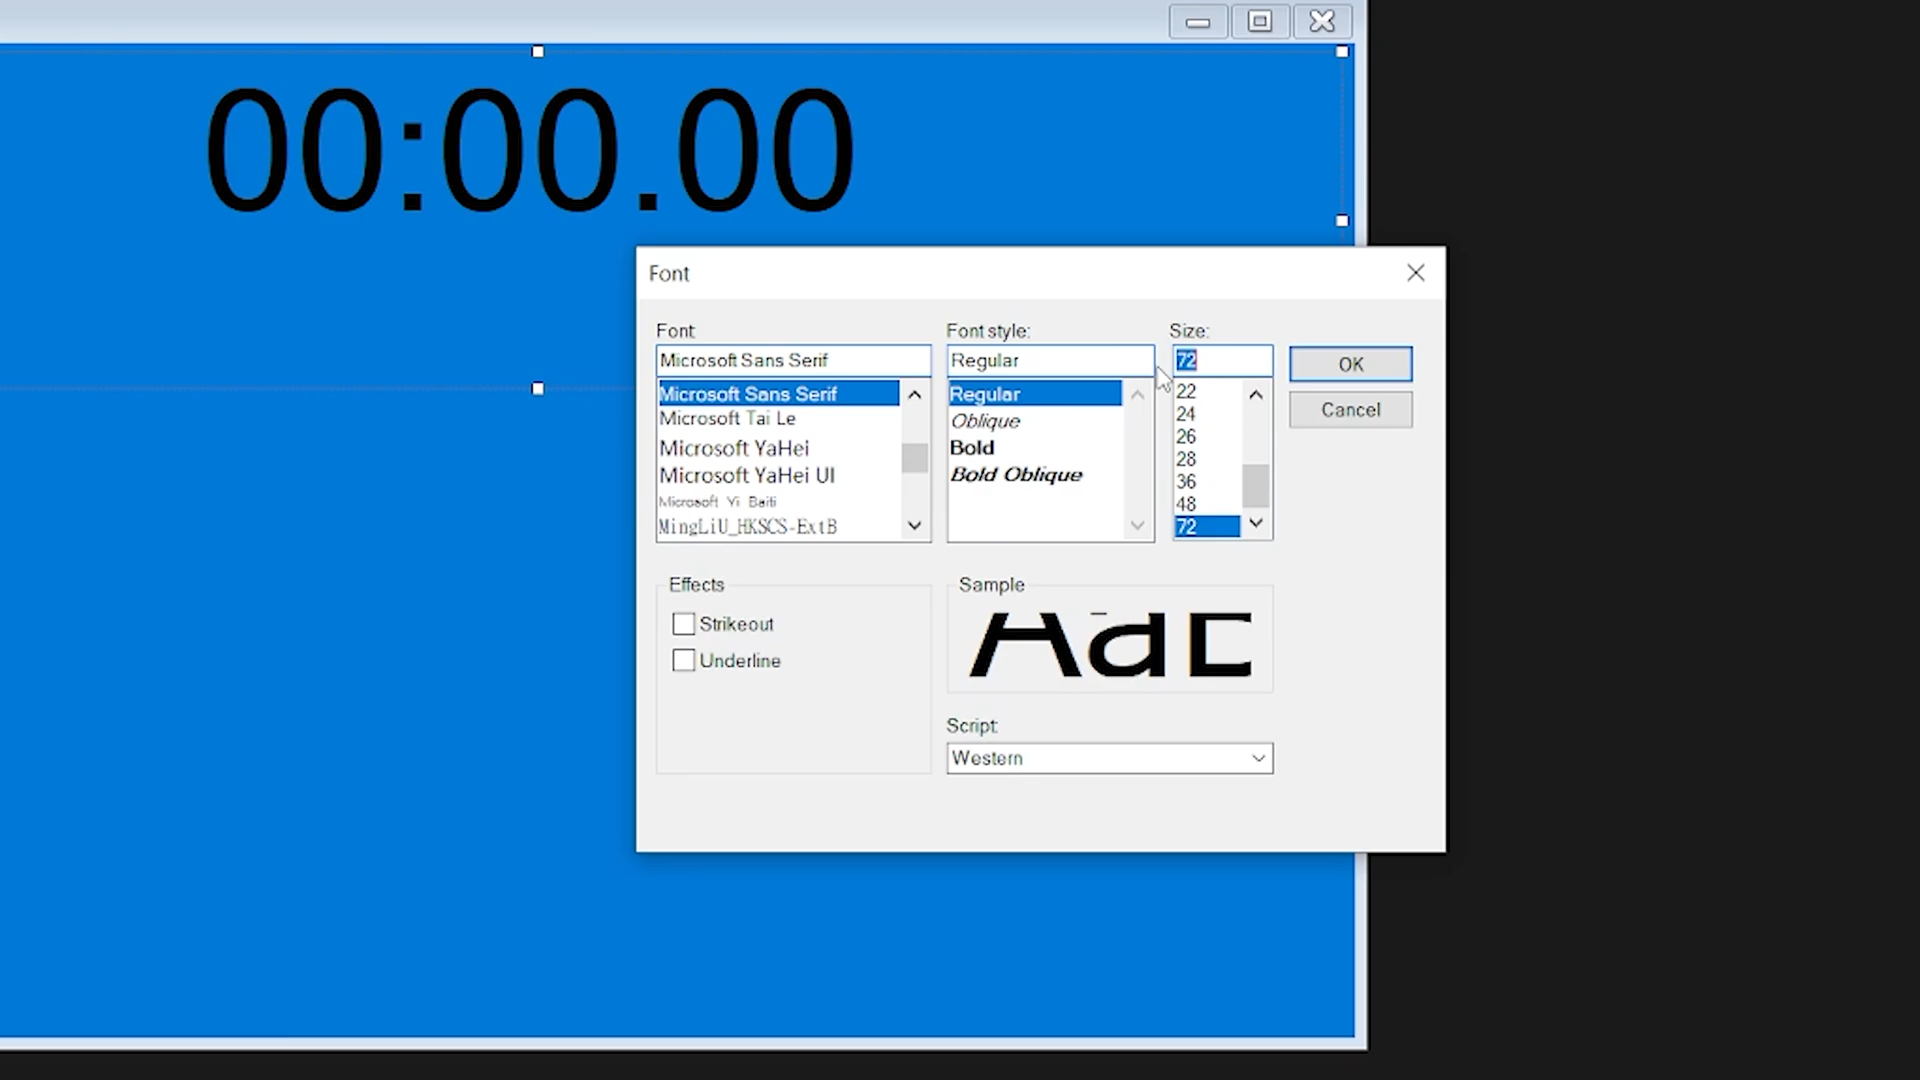 00:00.00
Font
Font:
Font style:
Size:
Microsoft Sans Serif
Regular
72
OK
Microsoft Sans Serif
Microsoft Tai Le
Microsoft YaHei
Microsoft YaHei UI
Microsoft Yi Baiti
MingLiU_HKSCS-ExtB
Regular
Oblique
Bold
Bold Oblique
22
24
26
28
36
48
72
Cancel
Effects
Strikeout
Underline
Sample
Script:
Western